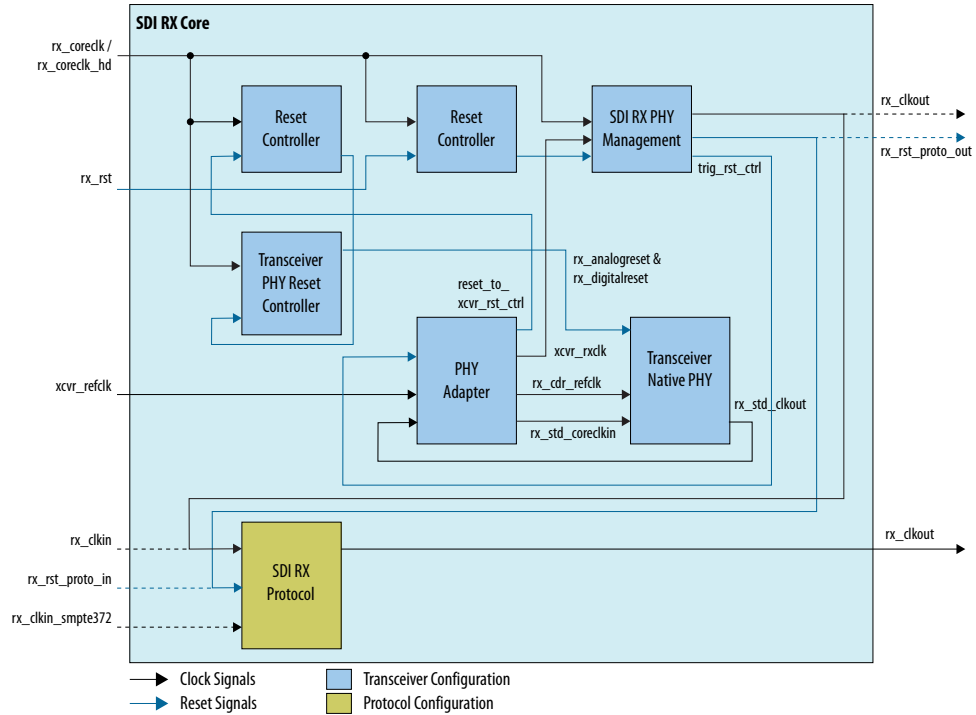 SDI RX Core
rx_coreclk /
rx_coreclk_hd
Reset
Controller
Reset
Controller
SDI RX PHY
Management
rx_clkout
rx_rst_proto_out
trig_rst_ctrl
rx_rst
Transceiver
PHY Reset
Controller
rx_analogreset &
rx_digitalreset
reset_to_
xcvr_rst_ctrl
PHY
Adapter
xcvr_rxclk
Transceiver
Native PHY
xcvr_refclk
rx_cdr_refclk
rx_std_clkout
rx_std_coreclkin
rx_clkin
rx_clkout
SDI RX
Protocol
rx_rst_proto_in
rx_clkin_smpte372
Clock Signals
Transceiver Configuration
Reset Signals
Protocol Configuration